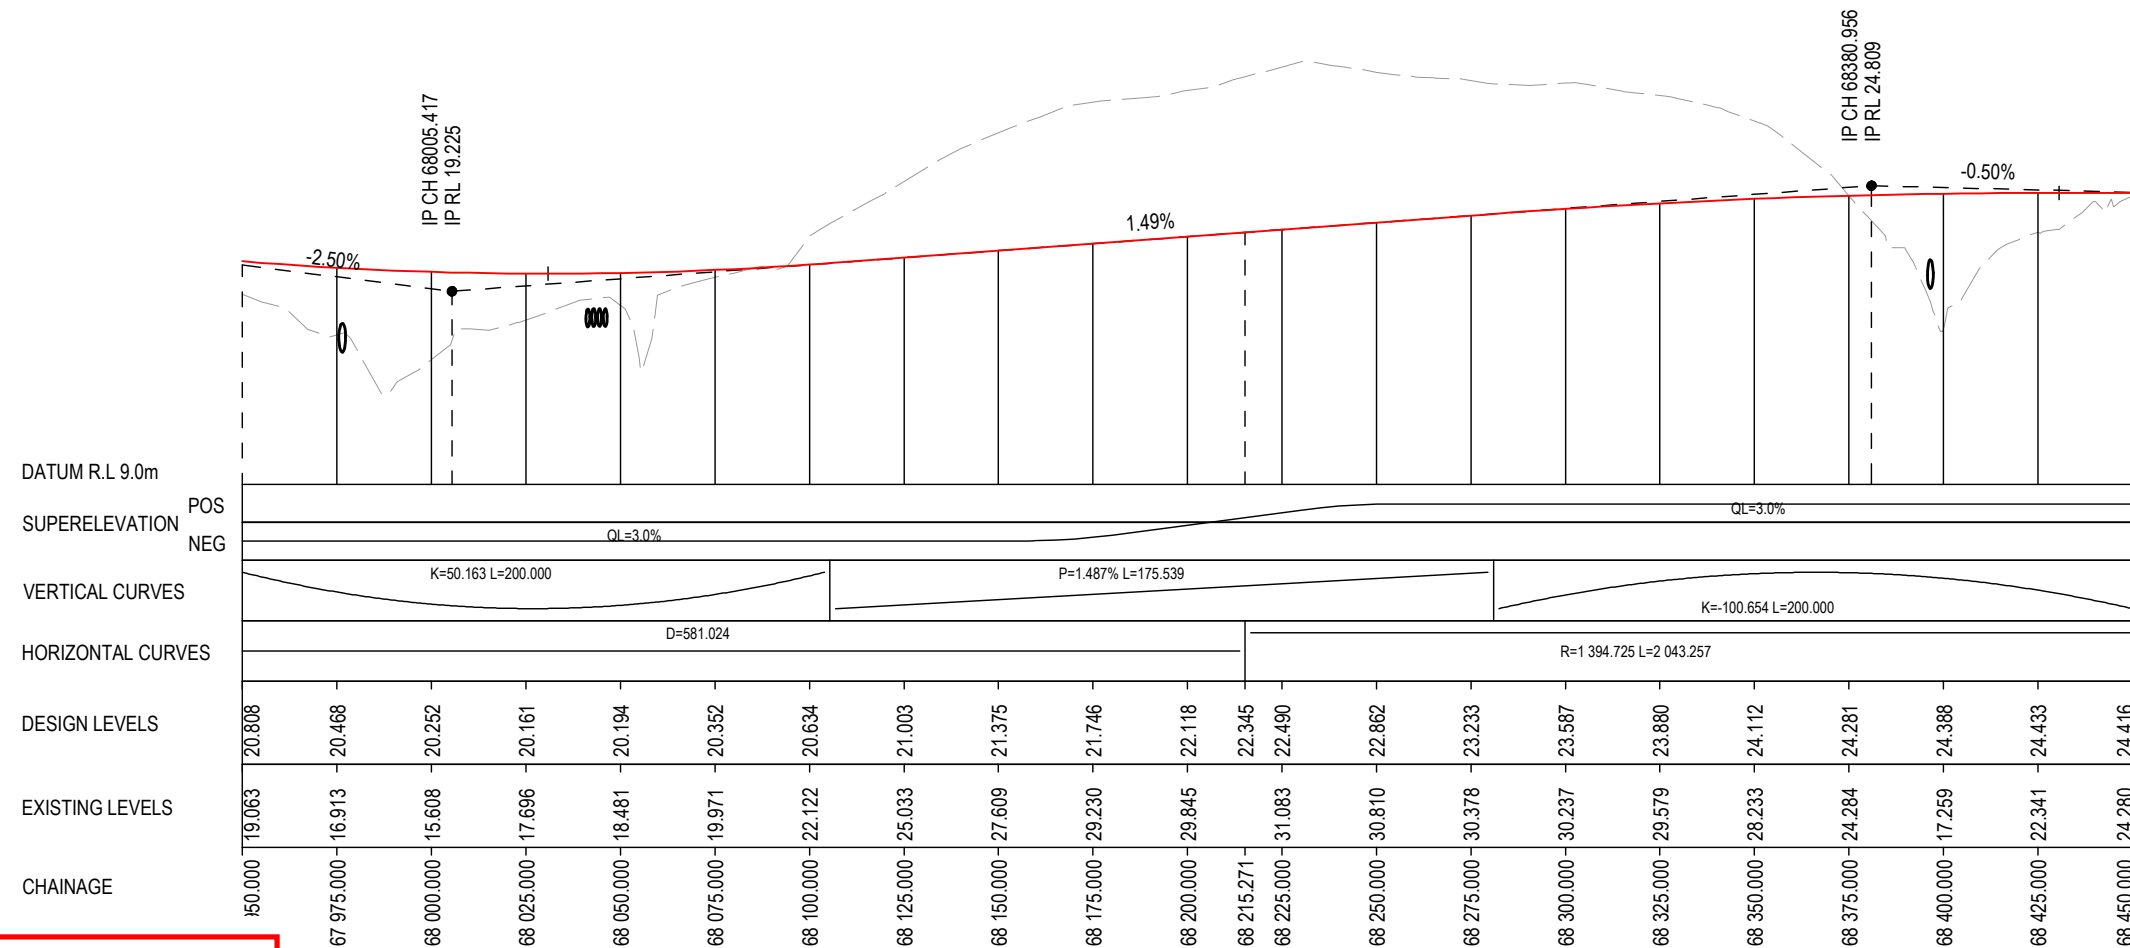 IP CH 68005.417
IP RL 19.225
IP CH 68380.956
IP RL 24.809
-2.50%
1.49%
-0.50%
DATUM R.L 9.0m
SUPERELEVATION
POS
NEG
QL=3.0%
QL=3.0%
VERTICAL CURVES
K=50.163 L=200.000
P=1.487% L=175.539
K=-100.654 L=200.000
HORIZONTAL CURVES
D=581.024
R=1 394.725 L=2 043.257
DESIGN LEVELS
20.808 20.468 20.252 20.161 20.194 20.352 20.634 21.003 21.375 21.746 22.118 22.345 22.490 22.862 23.233 23.587 23.880 24.112 24.281 24.388 24.433 24.416
EXISTING LEVELS
19.063 16.913 15.608 17.696 18.481 19.971 22.122 25.033 27.609 29.230 29.845 31.083 30.810 30.378 30.237 29.579 28.233 24.284 17.259 22.341 24.280
CHAINAGE
950.000 67 975.000 68 000.000 68 025.000 68 050.000 68 075.000 68 100.000 68 125.000 68 150.000 68 175.000 68 200.000 68 215.271 68 225.000 68 250.000 68 275.000 68 300.000 68 325.000 68 350.000 68 375.000 68 400.000 68 425.000 68 450.000